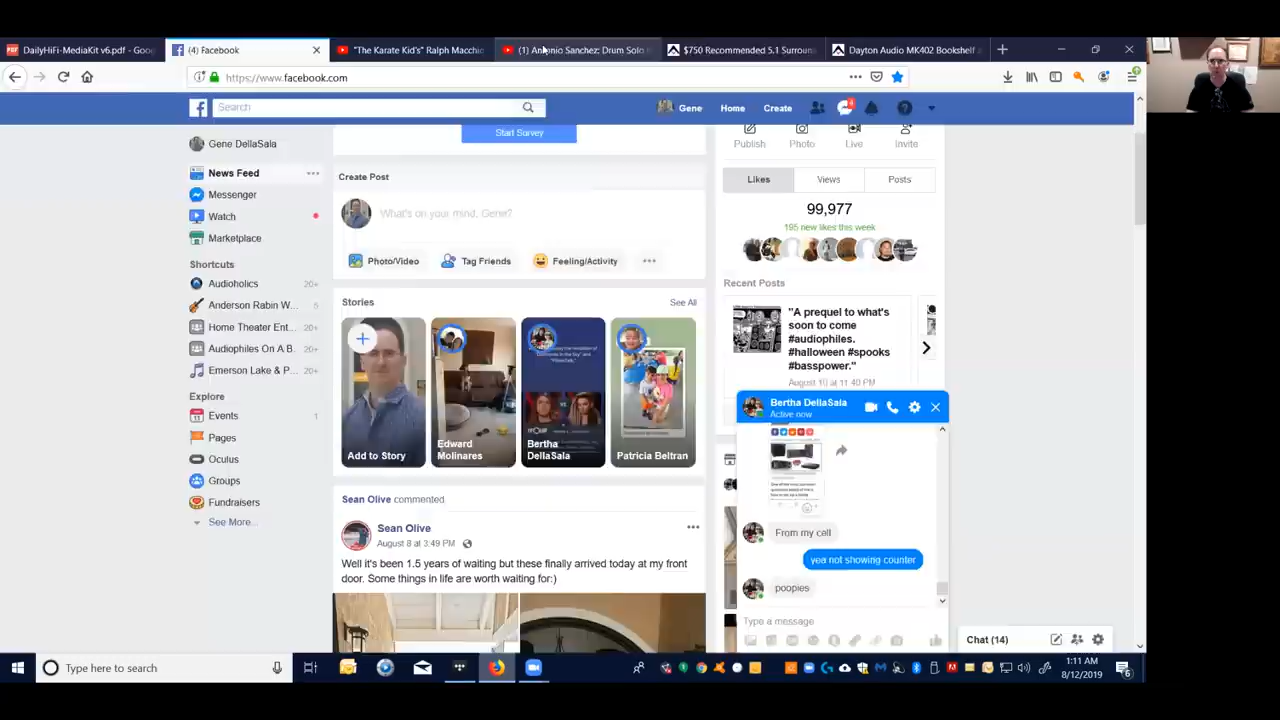 DailyHiFi-MediaKit v6.pdf - Goog
(4) Facebook
"The Karate Kid's" Ralph Macchio
(1) Antonio Sanchez: Drum Solo
$750 Recommended 5.1 Surroun
Dayton Audio MK402 Bookshelf
https://www.facebook.com
Search
Gene
Home
Create
Gene DellaSala
News Feed
Messenger
Watch
Marketplace
Shortcuts
Audioholics 20+
Anderson Rabin W... 5
Home Theater Ent... 20+
Audiophiles On A B... 20+
Emerson Lake & P... 20+
Explore
Events 1
Pages
Oculus
Groups
Fundraisers
See More...
Start Survey
Create Post
What's on your mind, Gene?
Photo/Video
Tag Friends
Feeling/Activity
Stories
See All
Add to Story
Edward
Molinares
Bertha
DellaSala
Patricia Beltran
Sean Olive commented
Sean Olive
August 8 at 3:49 PM
Well it's been 1.5 years of waiting but these finally arrived today at my front
door. Some things in life are worth waiting for:)
Publish
Photo
Live
Invite
Likes
Views
Posts
99,977
195 new likes this week
Recent Posts
"A prequel to what's
soon to come
#audiophiles.
#halloween #spooks
#basspower."
August 10 at 11:40 PM
Bertha DellaSala
Active now
From my cell
yea not showing counter
poopies
Type a message
Chat (14)
Type here to search
1:11 AM
8/12/2019
6